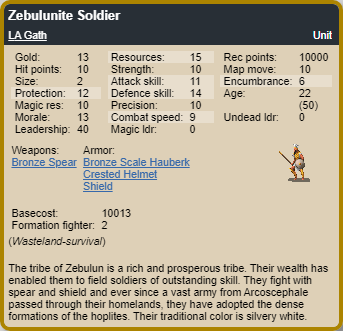 Zebulunite Soldier
LA Gath Unit
Gold: 13 Resources: 15 Rec points: 10000
Hit points: 10 Strength: 10 Map move: 10
Size: 2 Attack skill: 11 Encumbrance: 6
Protection: 12 Defence skill: 14 Age: 22
Magic res: 10 Precision: 10 (50)
Morale: 13 Combat speed: 9 Undead ldr: 0
Leadership: 40 Magic ldr: 0
Weapons: Armor:
Bronze Spear Bronze Scale Hauberk
Crested Helmet
Shield
Basecost: 10013
Formation fighter: 2
(Wasteland-survival)
The tribe of Zebulun is a rich and prosperous tribe. Their wealth has
enabled them to field soldiers of outstanding skill. They fight with
spear and shield and ever since a vast army from Arcoscephale
passed through their homelands, they have adopted the dense
formations of the hoplites. Their traditional color is silvery white.